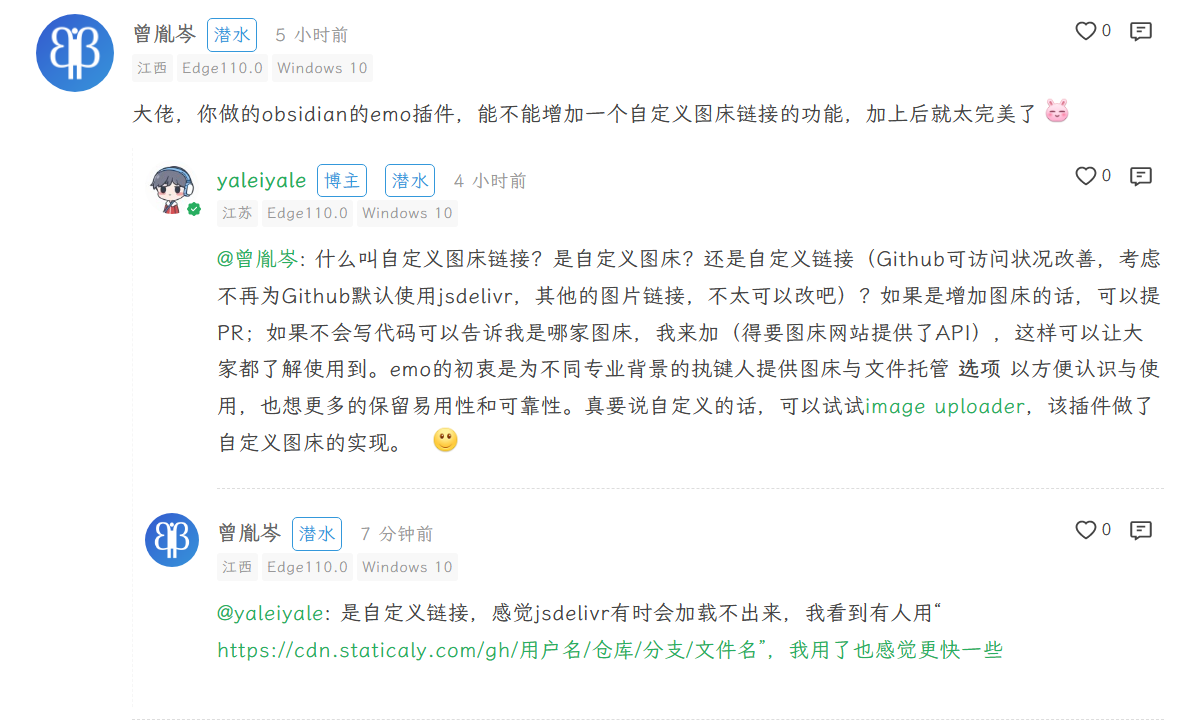 曾胤岑 潜水 5 小时前 0
江西 Edge110.0 Windows 10
大佬，你做的obsidian的emo插件，能不能增加一个自定义图床链接的功能，加上后就太完美了
yaleiyale 博主 潜水 4 小时前 0
江苏 Edge110.0 Windows 10
@曾胤岑: 什么叫自定义图床链接？是自定义图床？还是自定义链接（Github可访问状况改善，考虑
不再为Github默认使用jsdelivr，其他的图片链接，不太可以改吧）？如果是增加图床的话，可以提
PR；如果不会写代码可以告诉我是哪家图床，我来加（得要图床网站提供了API），这样可以让大
家都了解使用到。emo的初衷是为不同专业背景的执键人提供图床与文件托管 选项 以方便认识与使
用，也想更多的保留易用性和可靠性。真要说自定义的话，可以试试image uploader，该插件做了
自定义图床的实现。
曾胤岑 潜水 7 分钟前 0
江西 Edge110.0 Windows 10
@yaleiyale: 是自定义链接，感觉jsdelivr有时会加载不出来，我看到有人用“
https://cdn.staticaly.com/gh/用户名/仓库/分支/文件名”，我用了也感觉更快一些